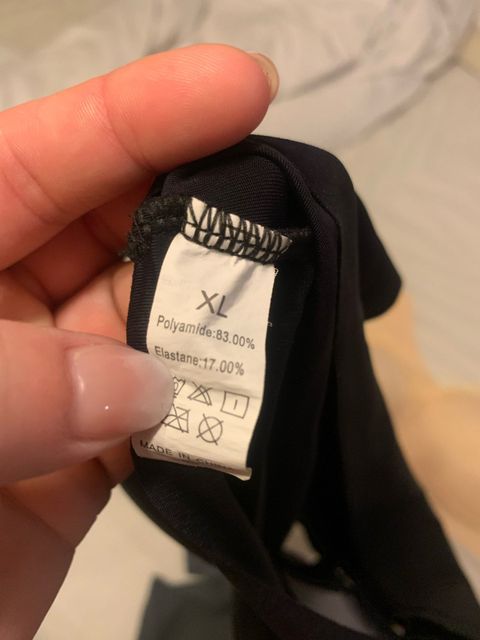 XL
Polyamide:83.00%
Elastane:17.00%
MADE IN CHINA